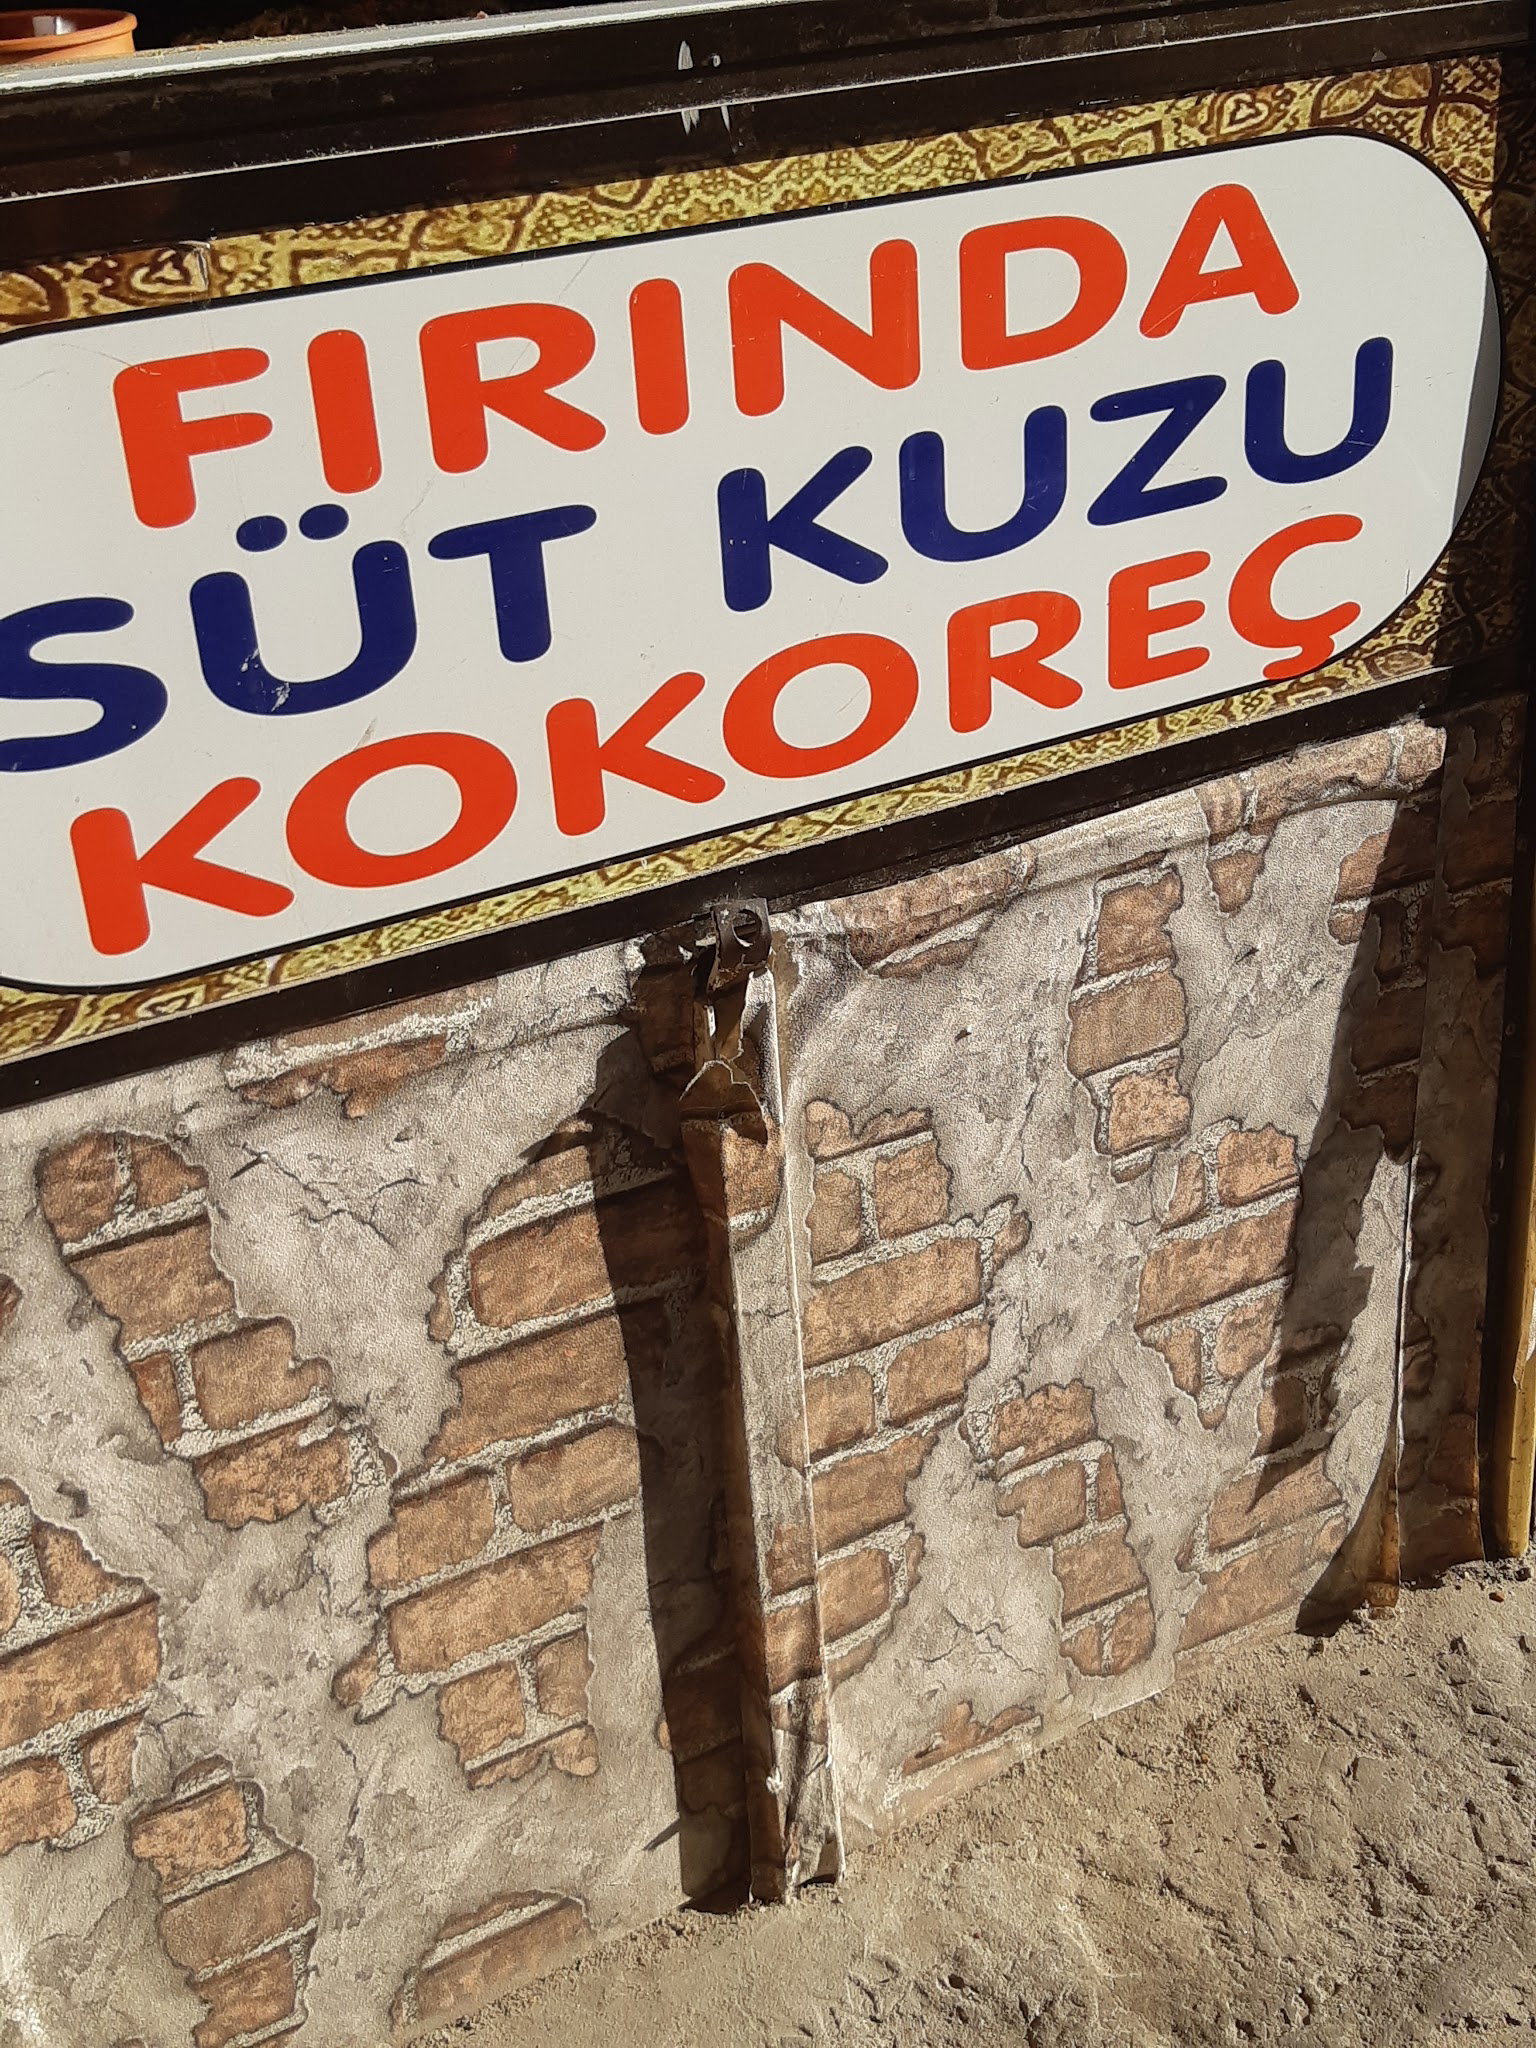 FIRINDA
SÜT KUZU
KOKOREÇ